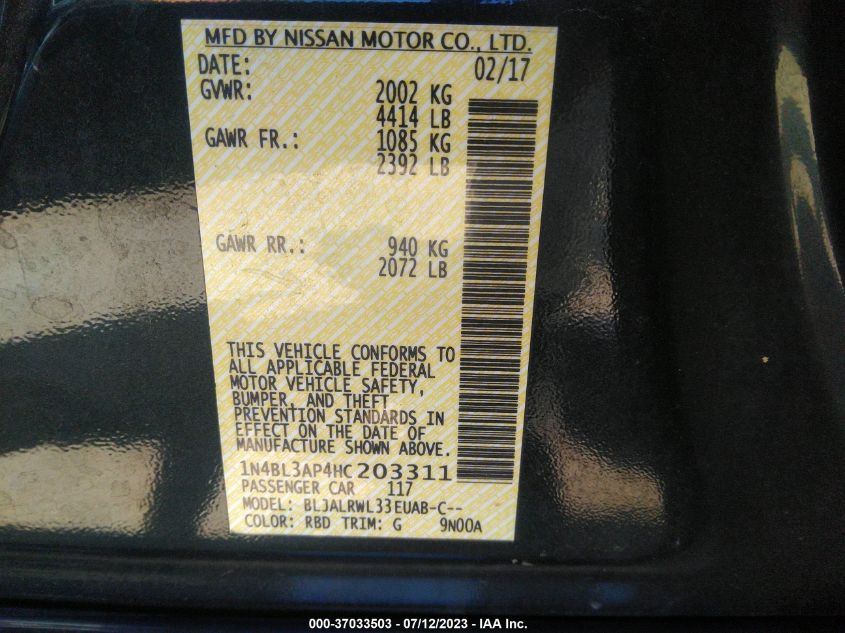 MFD BY NISSAN MOTOR CO., LTD.
DATE: 02/17
GVWR: 2002 KG
4414 LB
GAWR FR.: 1085 KG
2392 LB
GAWR RR.: 940 KG
2072 LB
THIS VEHICLE CONFORMS TO
ALL APPLICABLE FEDERAL
MOTOR VEHICLE SAFETY,
BUMPER, AND THEFT
PREVENTION STANDARDS IN
EFFECT ON THE DATE OF
MANUFACTURE SHOWN ABOVE.
1N4BL3AP4HC203311
PASSENGER CAR 117
MODEL: BLJALRWL33EUAB-C--
COLOR: RBD TRIM: G 9N00A
000-37033503 - 07/12/2023 - IAA Inc.